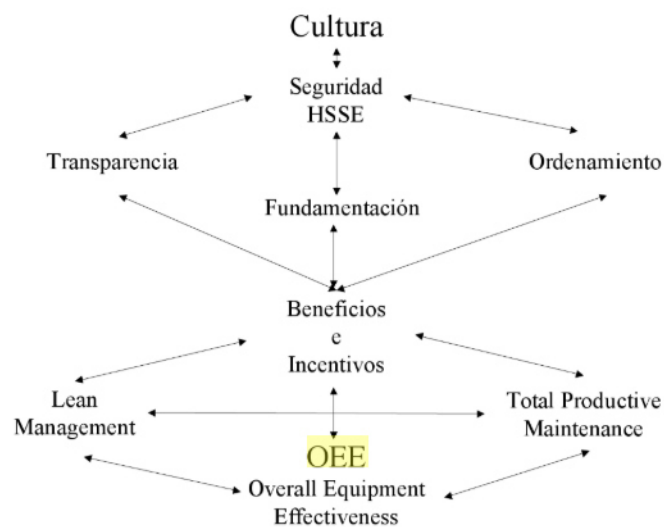 Cultura
Seguridad
HSSE
Transparencia
Ordenamiento
Fundamentación
Beneficios
e
Incentivos
Lean
Management
Total Productive
Maintenance
OEE
Overall Equipment
Effectiveness